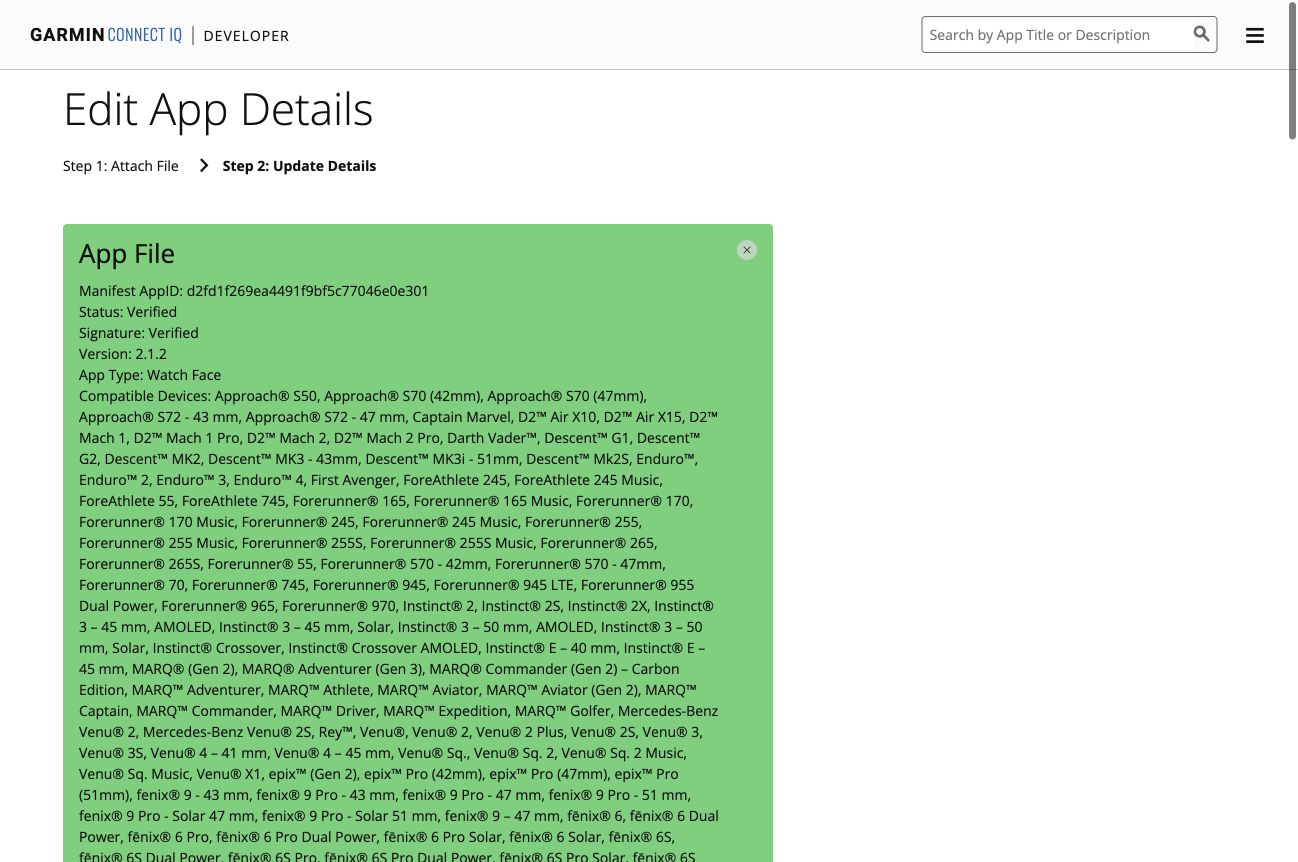 GARMIN CONNECT IQ | DEVELOPER
Search by App Title or Description
Edit App Details
Step 1: Attach File
Step 2: Update Details
App File
Manifest AppID: d2fd1f269ea4491f9bf5c77046e0e301
Status: Verified
Signature: Verified
Version: 2.1.2
App Type: Watch Face
Compatible Devices: Approach® S50, Approach® S70 (42mm), Approach® S70 (47mm),
Approach® S72 - 43 mm, Approach® S72 - 47 mm, Captain Marvel, D2™ Air X10, D2™ Air X15, D2™
Mach 1, D2™ Mach 1 Pro, D2™ Mach 2, D2™ Mach 2 Pro, Darth Vader™, Descent™ G1, Descent™
G2, Descent™ MK2, Descent™ MK3 - 43mm, Descent™ MK3i - 51mm, Descent™ Mk2S, Enduro™,
Enduro™ 2, Enduro™ 3, Enduro™ 4, First Avenger, ForeAthlete 245, ForeAthlete 245 Music,
ForeAthlete 55, ForeAthlete 745, Forerunner® 165, Forerunner® 165 Music, Forerunner® 170,
Forerunner® 170 Music, Forerunner® 245, Forerunner® 245 Music, Forerunner® 255,
Forerunner® 255 Music, Forerunner® 255S, Forerunner® 255S Music, Forerunner® 265,
Forerunner® 265S, Forerunner® 55, Forerunner® 570 - 42mm, Forerunner® 570 - 47mm,
Forerunner® 70, Forerunner® 745, Forerunner® 945, Forerunner® 945 LTE, Forerunner® 955
Dual Power, Forerunner® 965, Forerunner® 970, Instinct® 2, Instinct® 2S, Instinct® 2X, Instinct®
3 – 45 mm, AMOLED, Instinct® 3 – 45 mm, Solar, Instinct® 3 – 50 mm, AMOLED, Instinct® 3 – 50
mm, Solar, Instinct® Crossover, Instinct® Crossover AMOLED, Instinct® E – 40 mm, Instinct® E –
45 mm, MARQ® (Gen 2), MARQ® Adventurer (Gen 3), MARQ® Commander (Gen 2) – Carbon
Edition, MARQ™ Adventurer, MARQ™ Athlete, MARQ™ Aviator, MARQ™ Aviator (Gen 2), MARQ™
Captain, MARQ™ Commander, MARQ™ Driver, MARQ™ Expedition, MARQ™ Golfer, Mercedes-Benz
Venu® 2, Mercedes-Benz Venu® 2S, Rey™, Venu®, Venu® 2, Venu® 2 Plus, Venu® 2S, Venu® 3,
Venu® 3S, Venu® 4 – 41 mm, Venu® 4 – 45 mm, Venu® Sq., Venu® Sq. 2, Venu® Sq. 2 Music,
Venu® Sq. Music, Venu® X1, epix™ (Gen 2), epix™ Pro (42mm), epix™ Pro (47mm), epix™ Pro
(51mm), fenix® 9 - 43 mm, fenix® 9 Pro - 43 mm, fenix® 9 Pro - 47 mm, fenix® 9 Pro - 51 mm,
fenix® 9 Pro - Solar 47 mm, fenix® 9 Pro - Solar 51 mm, fenix® 9 – 47 mm, fēnix® 6, fēnix® 6 Dual
Power, fēnix® 6 Pro, fēnix® 6 Pro Dual Power, fēnix® 6 Pro Solar, fēnix® 6 Solar, fēnix® 6S,
fēnix® 6S Dual Power, fēnix® 6S Pro, fēnix® 6S Pro Dual Power, fēnix® 6S Pro Solar, fēnix® 6S